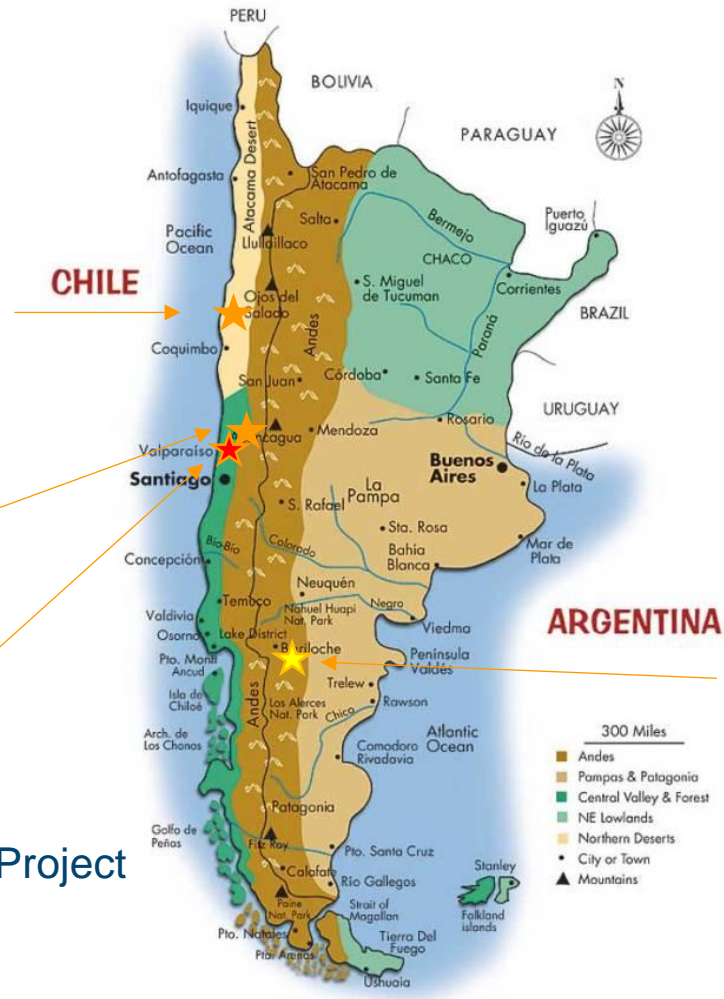 PERU
BOLIVIA
N
Iquique
PARAGUAY
Atacama Desert
Antofagasta
San Pedro de
Atacama
Salta
Bermejo
Puerto
Iguazú
Pacific
Ocean
Llullaillaco
CHACO
CHILE
S. Miguel
de Tucuman
Corrientes
Ojos del
Salado
Andes
Paraná
BRAZIL
Coquimbo
San Juan
Córdoba
Santa Fe
URUGUAY
Rosario
Mendoza
Río de la Plata
Valparaíso
Santiago
Buenos
Aires
La
Pampa
La Plata
S. Rafael
Sta. Rosa
Mar de
Plata
Bío-Bío
Colorado
Bahía
Blanca
Concepción
Neuquén
Temuco
Nahuel Huapi
Nat. Park
Negro
Valdivia
Viedma
ARGENTINA
Osorno
Lake District
Península
Valdés
Pto. Montt
Ancud
Trelew
Isla de
Chiloé
Andes
Los Alerces
Nat. Park
Rawson
Chico
Arch. de
Los Chonos
Atlantic
Ocean
300 Miles
Comodoro
Rivadavia
Andes
Pampas & Patagonia
Central Valley & Forest
NE Lowlands
Northern Deserts
City or Town
Mountains
Patagonia
Golfo de
Peñas
Fitz Roy
Pto. Santa Cruz
Project
Calafate
Río Gallegos
Stanley
Paine
Nat. Park
Strait of
Magellan
Falkland
islands
Pto. Natales
Tierra Del
Fuego
Pta. Arenas
Ushuaia